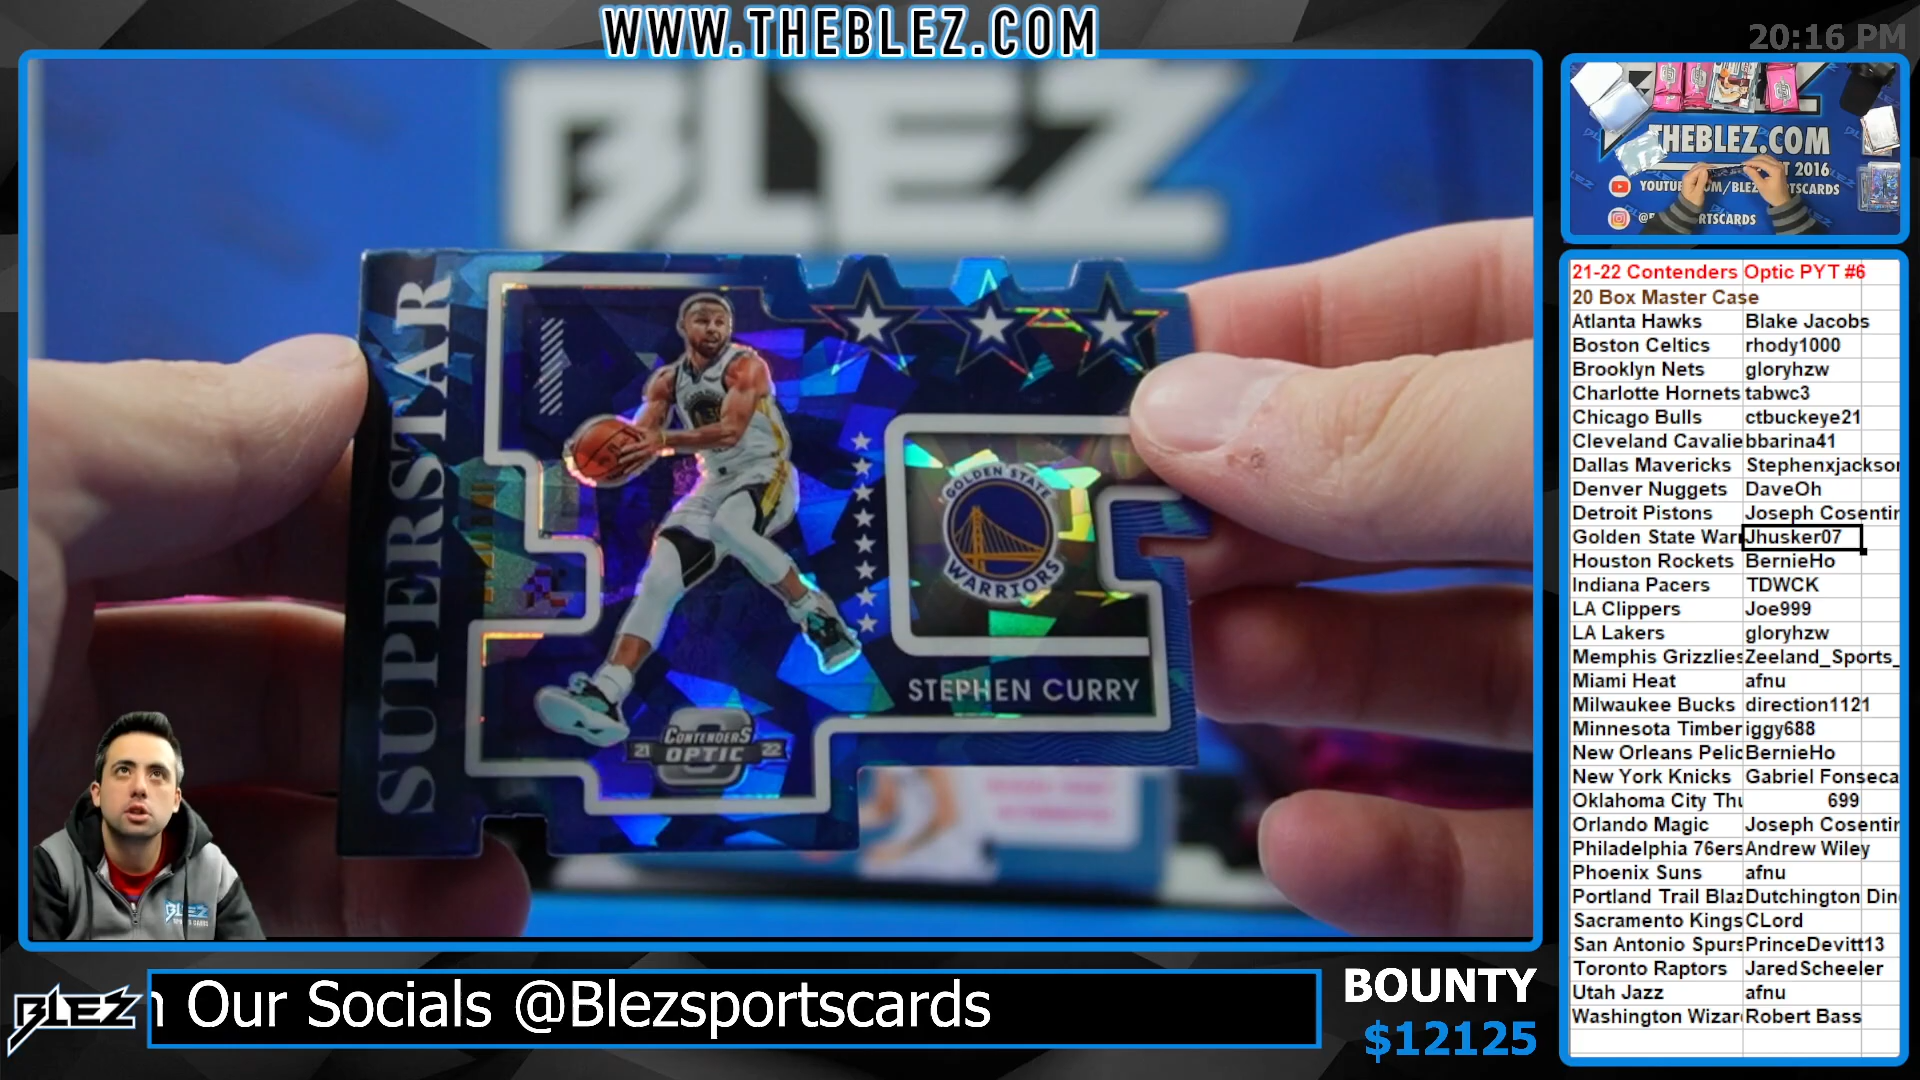 WWW.THEBLEZ.COM
20:16 PM
BLEZ
SUPERSTAR
GOLDEN STATE
WARRIORS
STEPHEN CURRY
CONTENDERS
21 OPTIC 22
THEBLEZ.COM
2016
@B
RTSCARDS
21-22 Contenders Optic PYT #6
20 Box Master Case
Atlanta Hawks Blake Jacobs
Boston Celtics rhody1000
Brooklyn Nets gloryhzw
Charlotte Hornets tabwc3
Chicago Bulls ctbuckeye21
Cleveland Cavalie bbarina41
Dallas Mavericks Stephenxjackson
Denver Nuggets DaveOh
Detroit Pistons Joseph Cosentin
Golden State Warr Jhusker07
Houston Rockets BernieHo
Indiana Pacers TDWCK
LA Clippers Joe999
LA Lakers gloryhzw
Memphis Grizzlies Zeeland_Sports_
Miami Heat afnu
Milwaukee Bucks direction1121
Minnesota Timber iggy688
New Orleans Pelic BernieHo
New York Knicks Gabriel Fonseca
Oklahoma City Thu 699
Orlando Magic Joseph Cosentin
Philadelphia 76ers Andrew Wiley
Phoenix Suns afnu
Portland Trail Blaz Dutchington Din
Sacramento Kings CLord
San Antonio Spurs PrinceDevitt13
Toronto Raptors JaredScheeler
Utah Jazz afnu
Washington Wizar Robert Bass
BLEZ
SPORTS CARDS
BLEZ
n Our Socials @Blezsportscards
BOUNTY
$12125